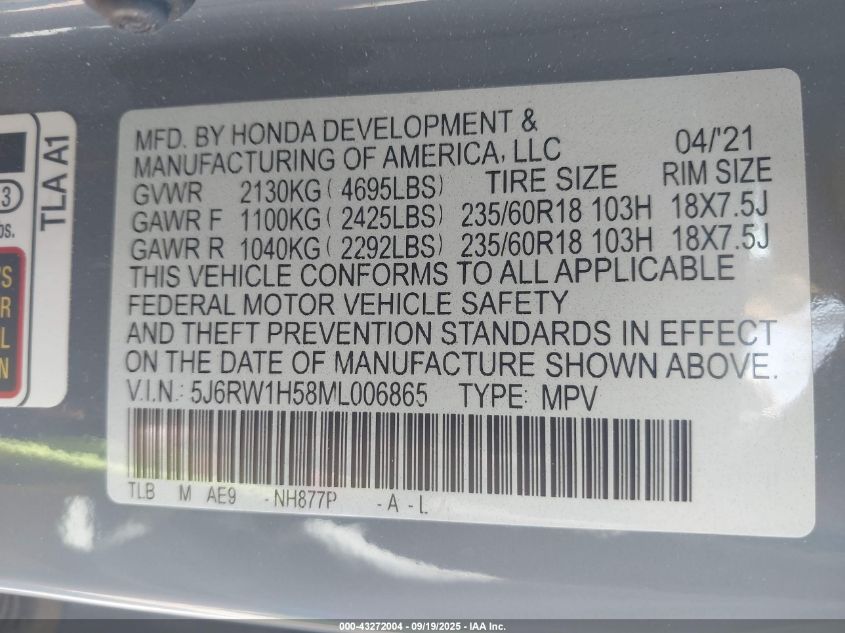 MFD. BY HONDA DEVELOPMENT &
MANUFACTURING OF AMERICA, LLC 04/'21
GVWR 2130KG ( 4695LBS) TIRE SIZE RIM SIZE
GAWR F 1100KG ( 2425LBS) 235/60R18 103H 18X7.5J
GAWR R 1040KG ( 2292LBS) 235/60R18 103H 18X7.5J
THIS VEHICLE CONFORMS TO ALL APPLICABLE
FEDERAL MOTOR VEHICLE SAFETY
AND THEFT PREVENTION STANDARDS IN EFFECT
ON THE DATE OF MANUFACTURE SHOWN ABOVE.
V.I.N.: 5J6RW1H58ML006865 TYPE: MPV
TLB M AE9 -NH877P -A -L
TLA A1
3
os.
'S
R
L
N
000-43272004 - 09/19/2025 - IAA Inc.